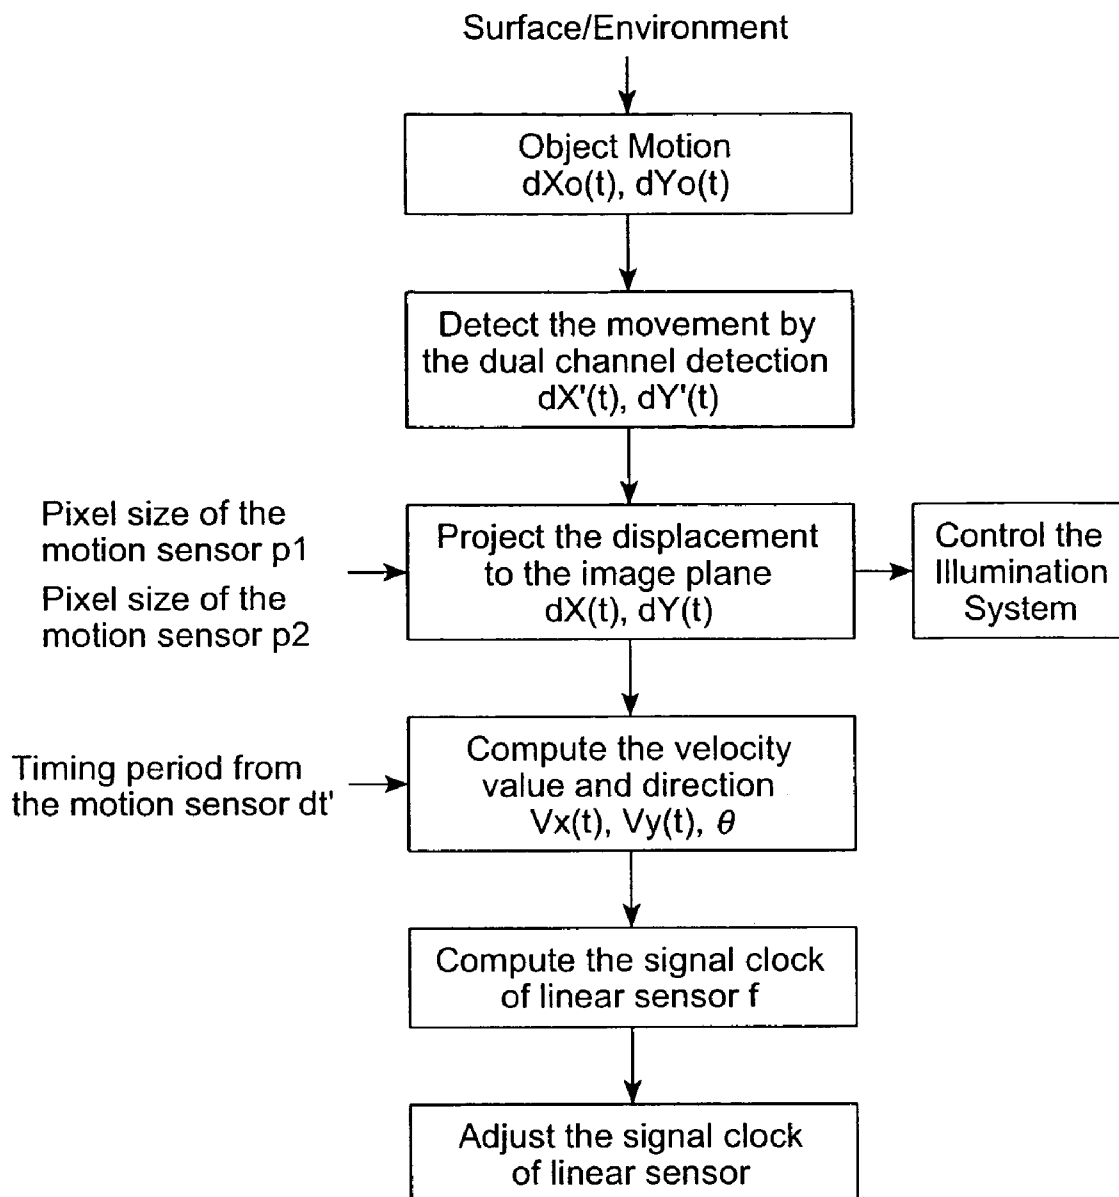 Surface/Environment
Object Motion
dXo(t), dYo(t)
Detect the movement by
the dual channel detection
dX'(t), dY'(t)
Pixel size of the
motion sensor p1
Pixel size of the
motion sensor p2
Project the displacement
to the image plane
dX(t), dY(t)
Control the
Illumination
System
Timing period from
the motion sensor dt'
Compute the velocity
value and direction
Vx(t), Vy(t), θ
Compute the signal clock
of linear sensor f
Adjust the signal clock
of linear sensor